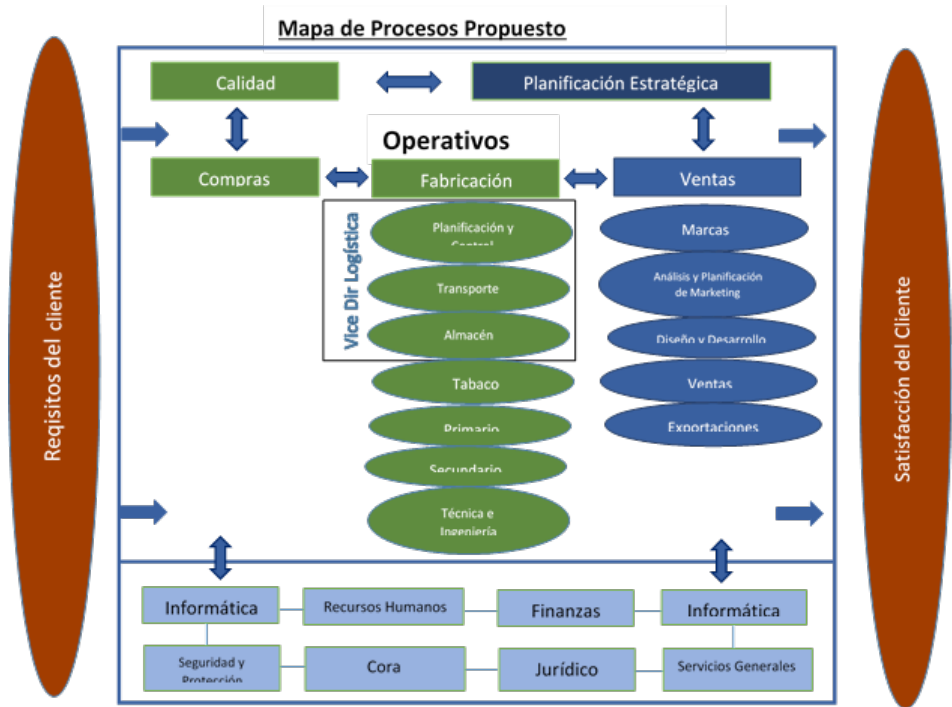 Mapa de Procesos Propuesto
Calidad
Planificación Estratégica
Operativos
Compras
Fabricación
Ventas
Vice Dir Logística
Planificación y
Control
Transporte
Almacén
Tabaco
Primario
Secundario
Técnica e
Ingeniería
Marcas
Análisis y Planificación
de Marketing
Diseño y Desarrollo
Ventas
Exportaciones
Reqisitos del cliente
Satisfacción del Cliente
Informática
Recursos Humanos
Finanzas
Informática
Seguridad y
Protección
Cora
Jurídico
Servicios Generales